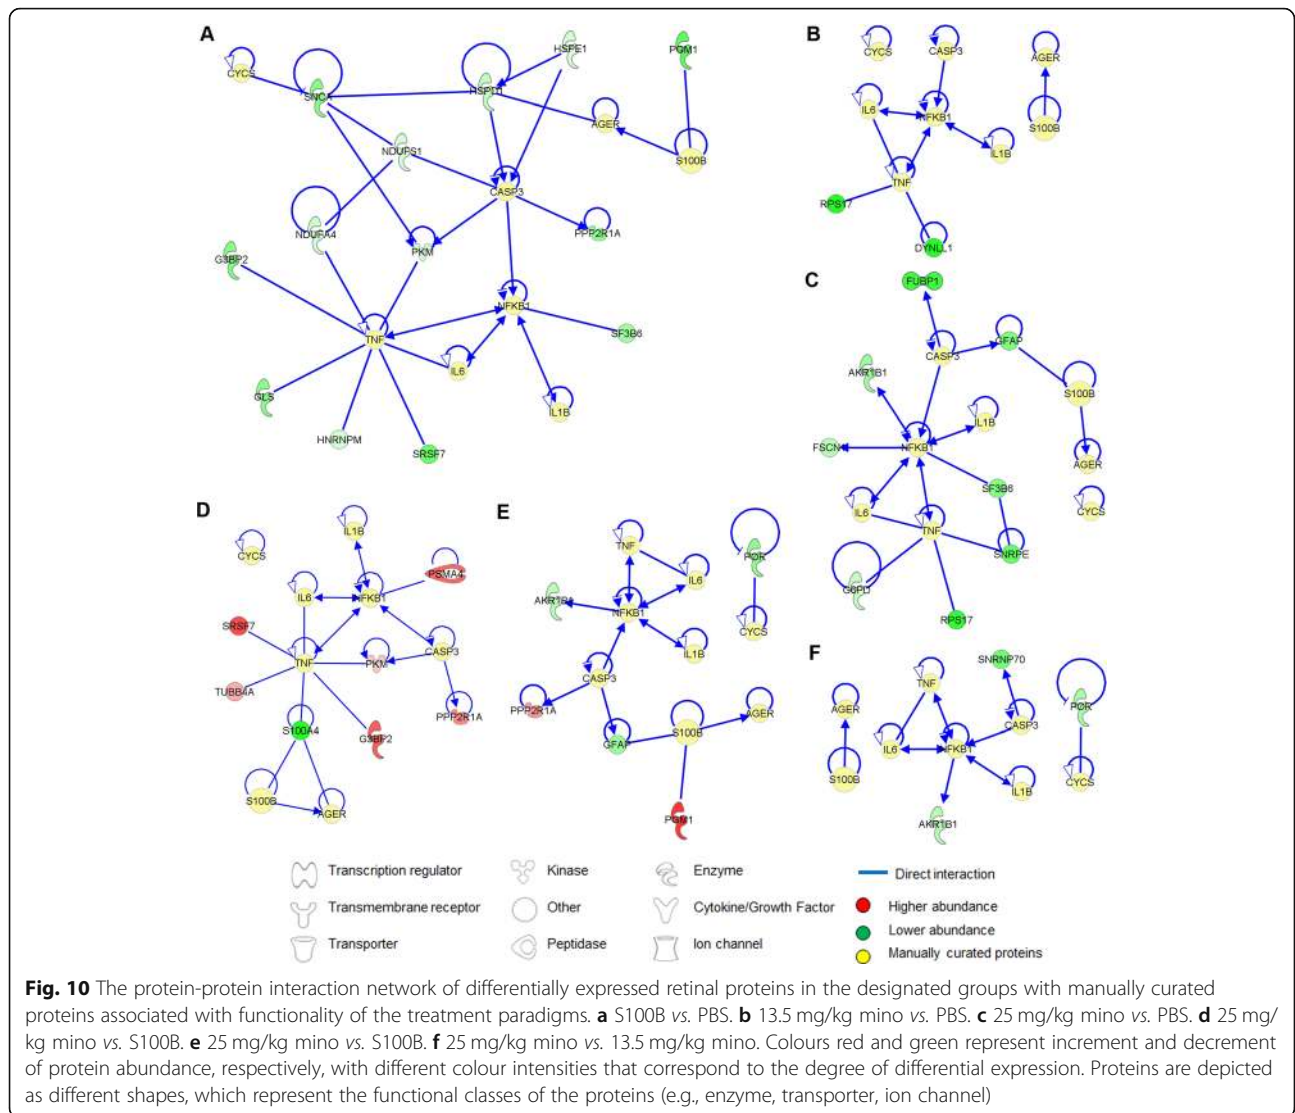 A
CYCS
SNCA
HSPD1
HSPE1
PGM1
AGER
S100B
NDUFS1
CASP3
NDUFA4
PKM
PPP2R1A
G3BP2
NFKB1
TNF
SF3B6
IL6
GLS
IL1B
HNRNPM
SRSF7
B
CYCS
CASP3
AGER
IL6
NFKB1
S100B
IL1B
TNF
RPS17
DYNLL1
C
FUBP1
CASP3
GFAP
AKR1B1
S100B
IL1B
FSCN1
NFKB1
AGER
SF3B6
IL6
CYCS
TNF
SNRPE
G6PD
RPS17
D
IL1B
CYCS
PSMA4
IL6
NFKB1
SRSF7
CASP3
TNF
PKM
TUBB4A
PPP2R1A
S100A4
G3BP2
S100B
AGER
E
TNF
POR
IL6
AKR1B1
NFKB1
CYCS
IL1B
CASP3
PPP2R1A
AGER
S100B
GFAP
PGM1
F
SNRNP70
TNF
AGER
POR
CASP3
IL6
NFKB1
S100B
CYCS
IL1B
AKR1B1
Transcription regulator
Kinase
Enzyme
Direct interaction
Transmembrane receptor
Other
Cytokine/Growth Factor
Higher abundance
Transporter
Peptidase
Ion channel
Lower abundance
Manually curated proteins
Fig. 10 The protein-protein interaction network of differentially expressed retinal proteins in the designated groups with manually curated
proteins associated with functionality of the treatment paradigms. a S100B vs. PBS. b 13.5 mg/kg mino vs. PBS. c 25 mg/kg mino vs. PBS. d 25 mg/
kg mino vs. S100B. e 25 mg/kg mino vs. S100B. f 25 mg/kg mino vs. 13.5 mg/kg mino. Colours red and green represent increment and decrement
of protein abundance, respectively, with different colour intensities that correspond to the degree of differential expression. Proteins are depicted
as different shapes, which represent the functional classes of the proteins (e.g., enzyme, transporter, ion channel)